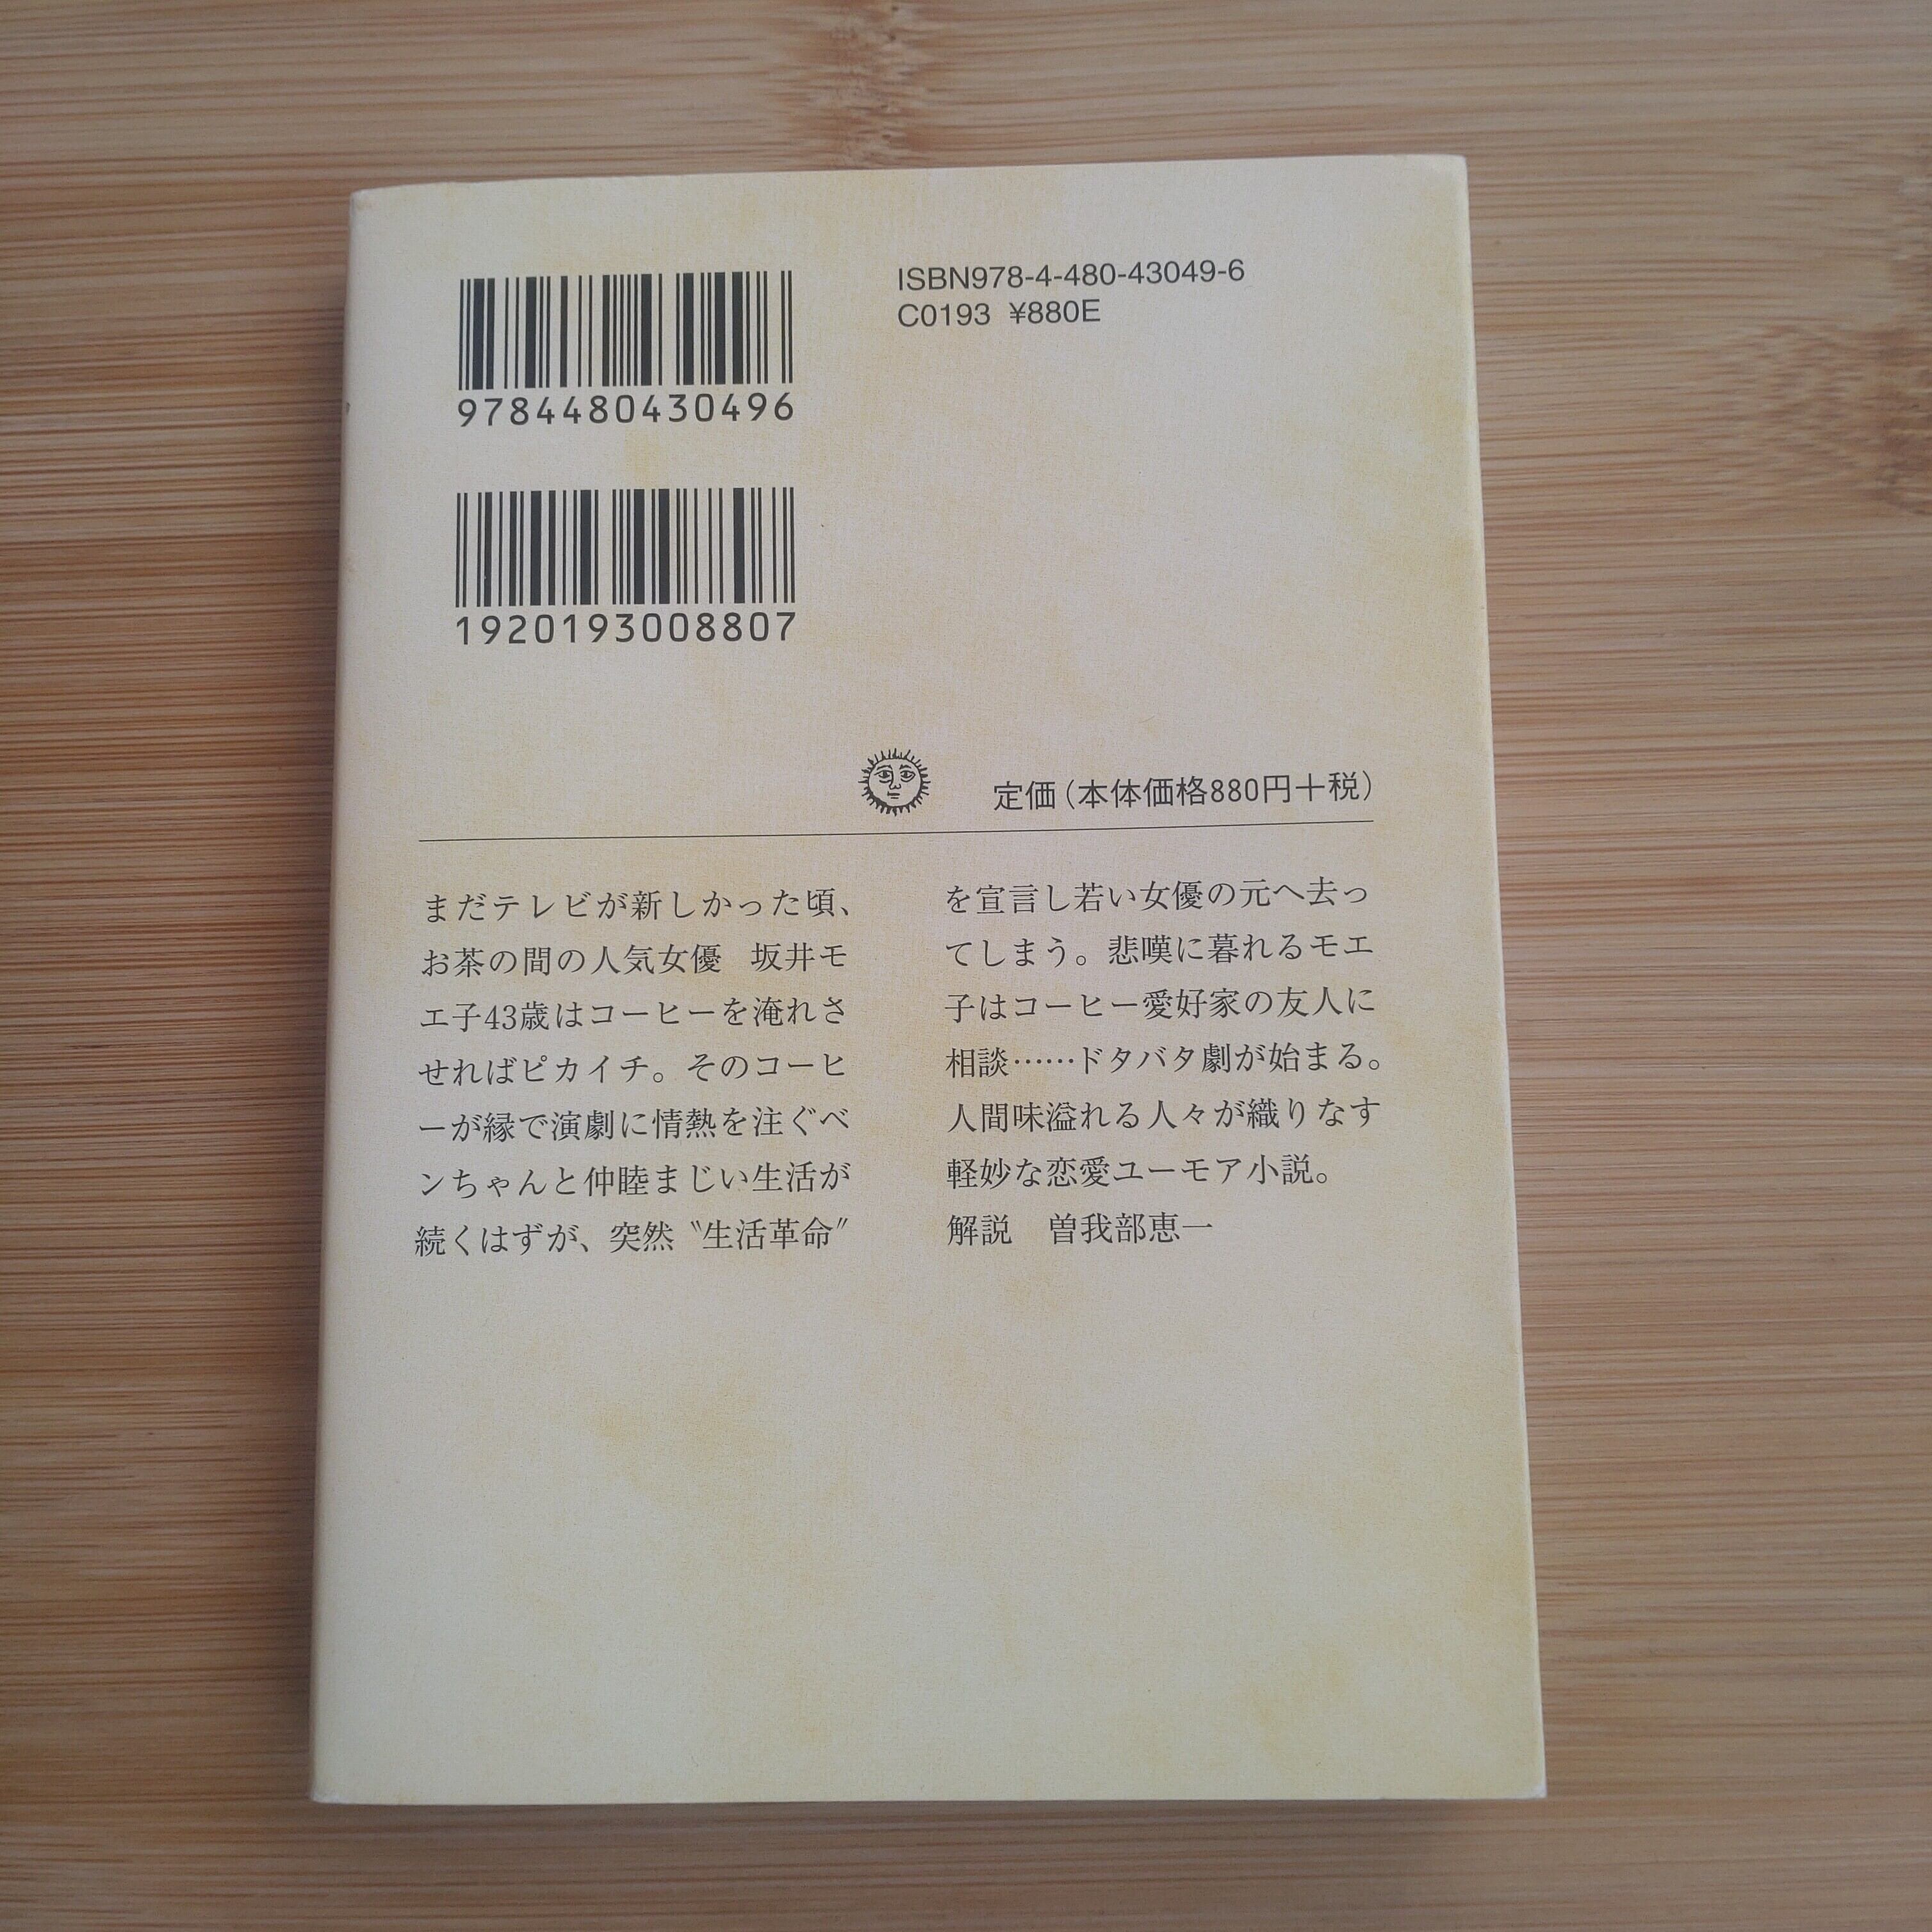 ISBN978-4-480-43049-6
C0193 ¥880E
9784480430496
1920193008807
定価(本体価格880円+税)
まだテレビが新しかった頃、
お茶の間の人気女優 坂井モ
エ子43歳はコーヒーを淹れさ
せればピカイチ。そのコーヒ
ーが縁で演劇に情熱を注ぐベ
ンちゃんと仲睦まじい生活が
続くはずが、突然〝生活革命〟
を宣言し若い女優の元へ去っ
てしまう。悲嘆に暮れるモエ
子はコーヒー愛好家の友人に
相談……ドタバタ劇が始まる。
人間味溢れる人々が織りなす
軽妙な恋愛ユーモア小説。
解説 曽我部恵一